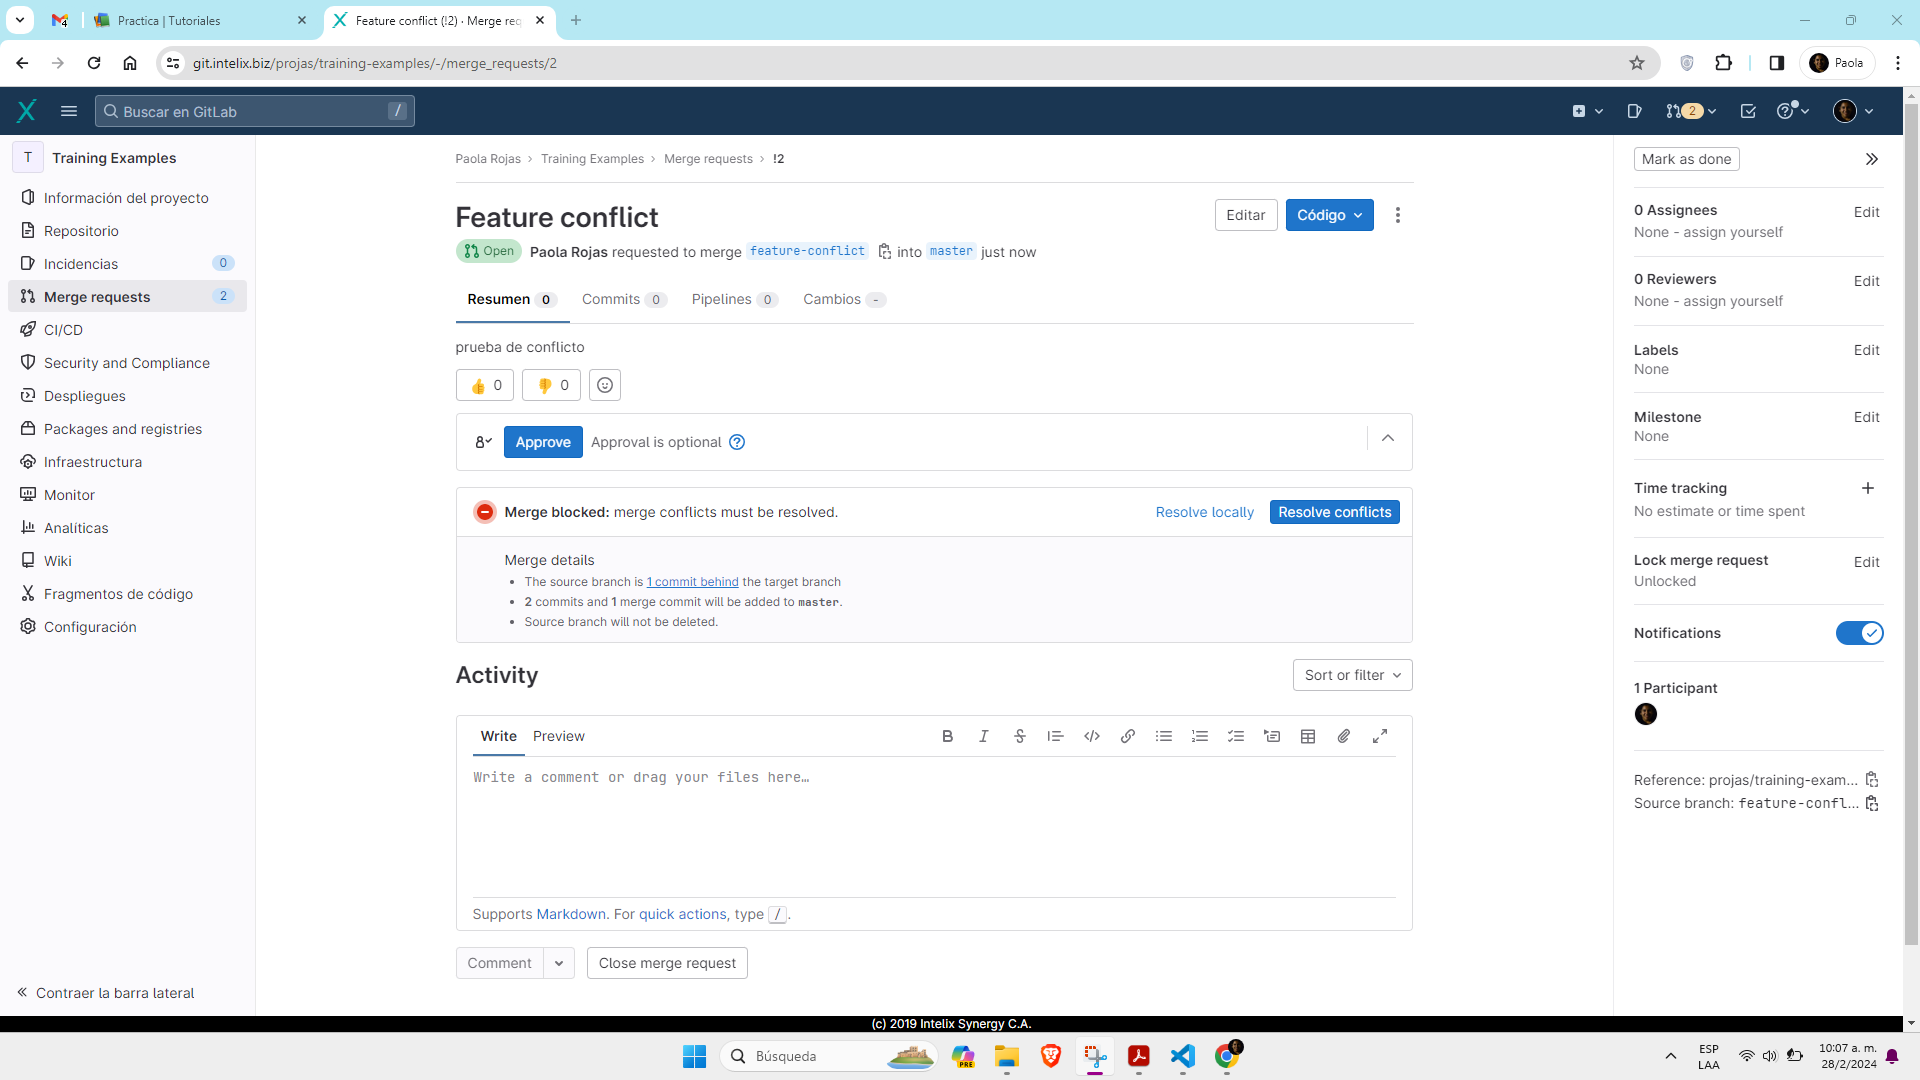 Practica | Tutoriales
Feature conflict (!2) · Merge req
git.intelix.biz/projas/training-examples/-/merge_requests/2
Paola
Buscar en GitLab /
2
T Training Examples
Información del proyecto
Repositorio
Incidencias 0
Merge requests 2
CI/CD
Security and Compliance
Despliegues
Packages and registries
Infraestructura
Monitor
Analíticas
Wiki
Fragmentos de código
Configuración
Contraer la barra lateral
Paola Rojas › Training Examples › Merge requests › !2
Feature conflict
Editar Código
Open Paola Rojas requested to merge feature-conflict into master just now
Resumen 0 Commits 0 Pipelines 0 Cambios -
prueba de conflicto
👍 0 👎 0
Approve Approval is optional
Merge blocked: merge conflicts must be resolved. Resolve locally Resolve conflicts
Merge details
• The source branch is 1 commit behind the target branch
• 2 commits and 1 merge commit will be added to master.
• Source branch will not be deleted.
Activity
Sort or filter
Write Preview
Write a comment or drag your files here…
Supports Markdown. For quick actions, type /.
Comment Close merge request
Mark as done
0 Assignees Edit
None - assign yourself
0 Reviewers Edit
None - assign yourself
Labels Edit
None
Milestone Edit
None
Time tracking +
No estimate or time spent
Lock merge request Edit
Unlocked
Notifications
1 Participant
Reference: projas/training-exam…
Source branch: feature-confl…
(c) 2019 Intelix Synergy C.A.
Búsqueda
PRE
ESP
LAA
10:07 a. m.
28/2/2024